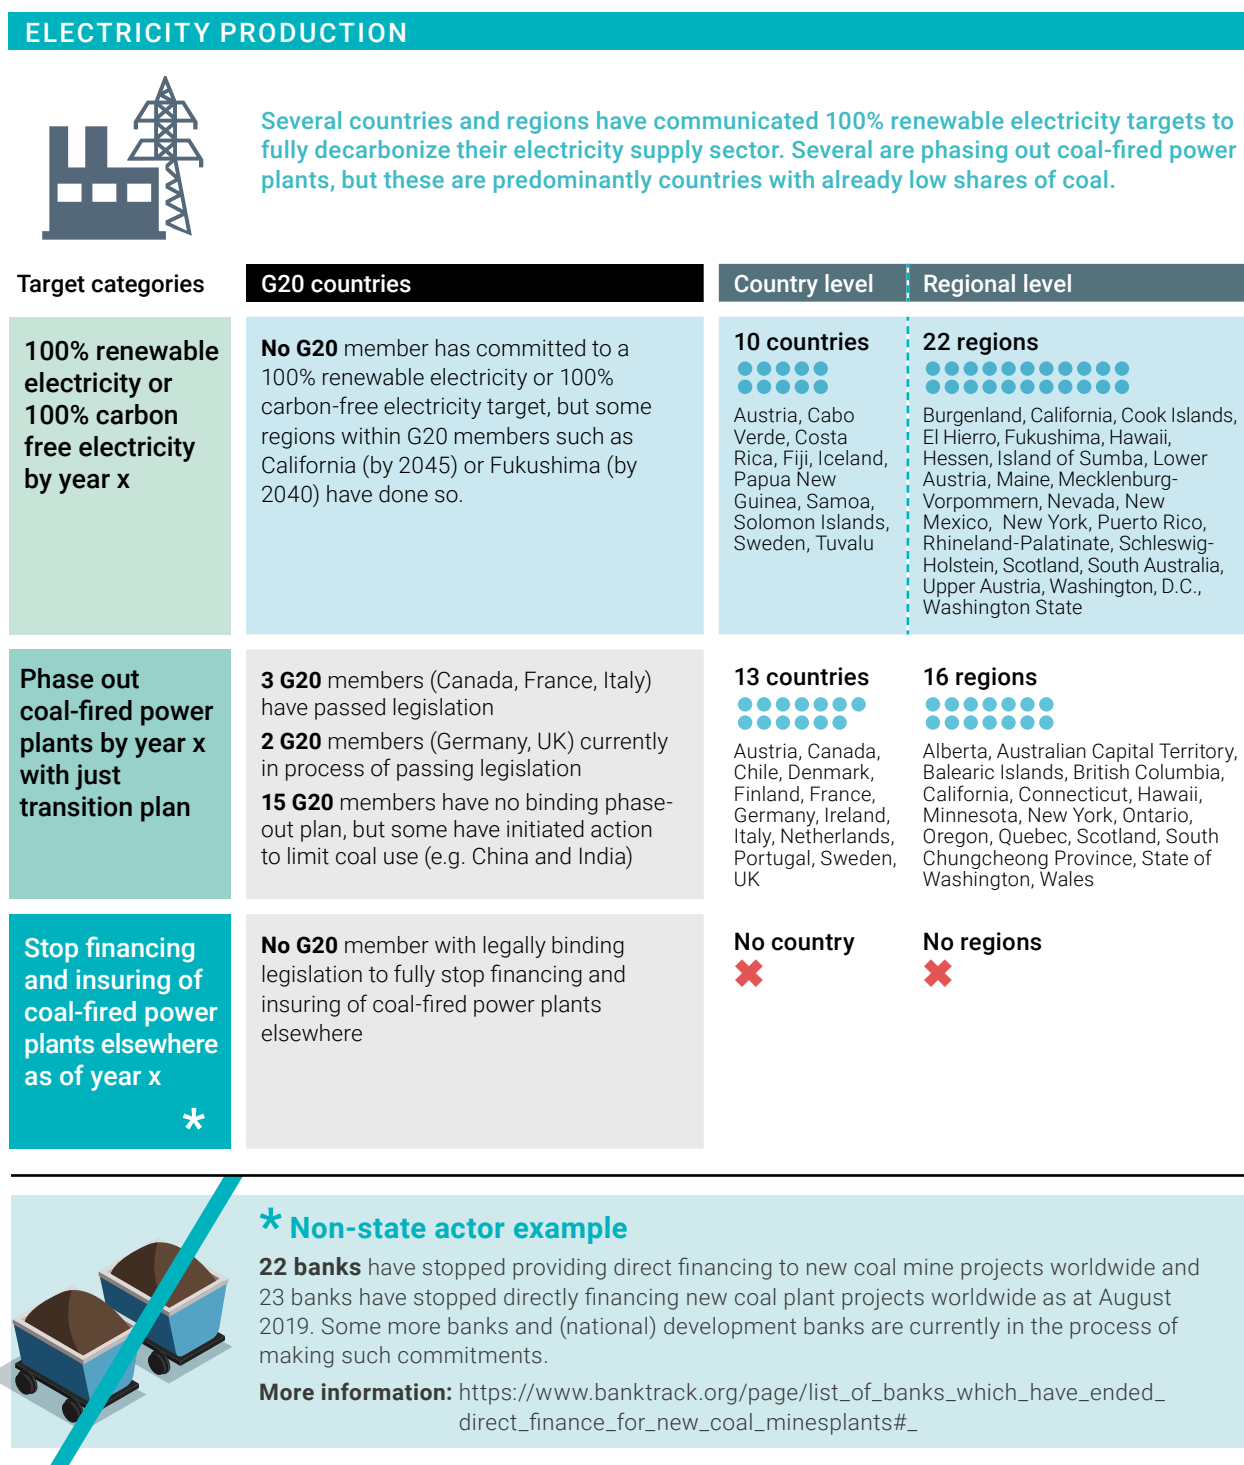 ELECTRICITY PRODUCTION
Several countries and regions have communicated 100% renewable electricity targets to
fully decarbonize their electricity supply sector. Several are phasing out coal-fired power
plants, but these are predominantly countries with already low shares of coal.
Target categories
G20 countries
Country level
Regional level
100% renewable
electricity or
100% carbon
free electricity
by year x
No G20 member has committed to a
100% renewable electricity or 100%
carbon-free electricity target, but some
regions within G20 members such as
California (by 2045) or Fukushima (by
2040) have done so.
10 countries
Austria, Cabo
Verde, Costa
Rica, Fiji, Iceland,
Papua New
Guinea, Samoa,
Solomon Islands,
Sweden, Tuvalu
22 regions
Burgenland, California, Cook Islands,
El Hierro, Fukushima, Hawaii,
Hessen, Island of Sumba, Lower
Austria, Maine, Mecklenburg-
Vorpommern, Nevada, New
Mexico, New York, Puerto Rico,
Rhineland-Palatinate, Schleswig-
Holstein, Scotland, South Australia,
Upper Austria, Washington, D.C.,
Washington State
Phase out
coal-fired power
plants by year x
with just
transition plan
3 G20 members (Canada, France, Italy)
have passed legislation
2 G20 members (Germany, UK) currently
in process of passing legislation
15 G20 members have no binding phase-
out plan, but some have initiated action
to limit coal use (e.g. China and India)
13 countries
Austria, Canada,
Chile, Denmark,
Finland, France,
Germany, Ireland,
Italy, Netherlands,
Portugal, Sweden,
UK
16 regions
Alberta, Australian Capital Territory,
Balearic Islands, British Columbia,
California, Connecticut, Hawaii,
Minnesota, New York, Ontario,
Oregon, Quebec, Scotland, South
Chungcheong Province, State of
Washington, Wales
Stop financing
and insuring of
coal-fired power
plants elsewhere
as of year x
*
No G20 member with legally binding
legislation to fully stop financing and
insuring of coal-fired power plants
elsewhere
No country
No regions
* Non-state actor example
22 banks have stopped providing direct financing to new coal mine projects worldwide and
23 banks have stopped directly financing new coal plant projects worldwide as at August
2019. Some more banks and (national) development banks are currently in the process of
making such commitments.
More information: https://www.banktrack.org/page/list_of_banks_which_have_ended_
direct_finance_for_new_coal_minesplants#_